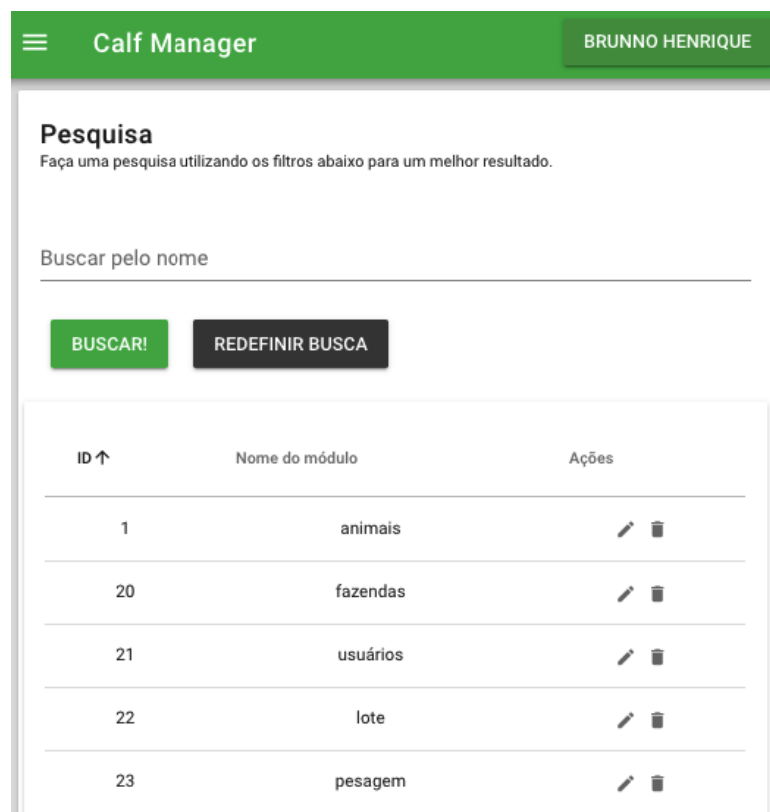 Calf Manager BRUNNO HENRIQUE
Pesquisa
Faça uma pesquisa utilizando os filtros abaixo para um melhor resultado.
Buscar pelo nome
BUSCAR! REDEFINIR BUSCA
ID Nome do módulo Ações
1 animais
20 fazendas
21 usuários
22 lote
23 pesagem